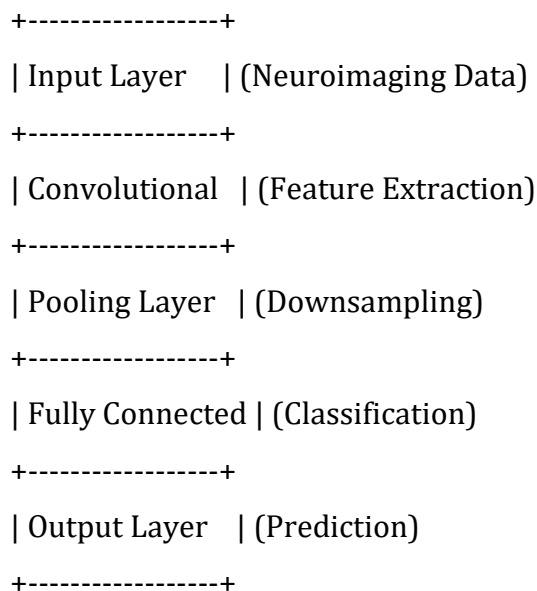 +------------------+
| Input Layer     | (Neuroimaging Data)
+------------------+
| Convolutional   | (Feature Extraction)
+------------------+
| Pooling Layer   | (Downsampling)
+------------------+
| Fully Connected | (Classification)
+------------------+
| Output Layer    | (Prediction)
+------------------+